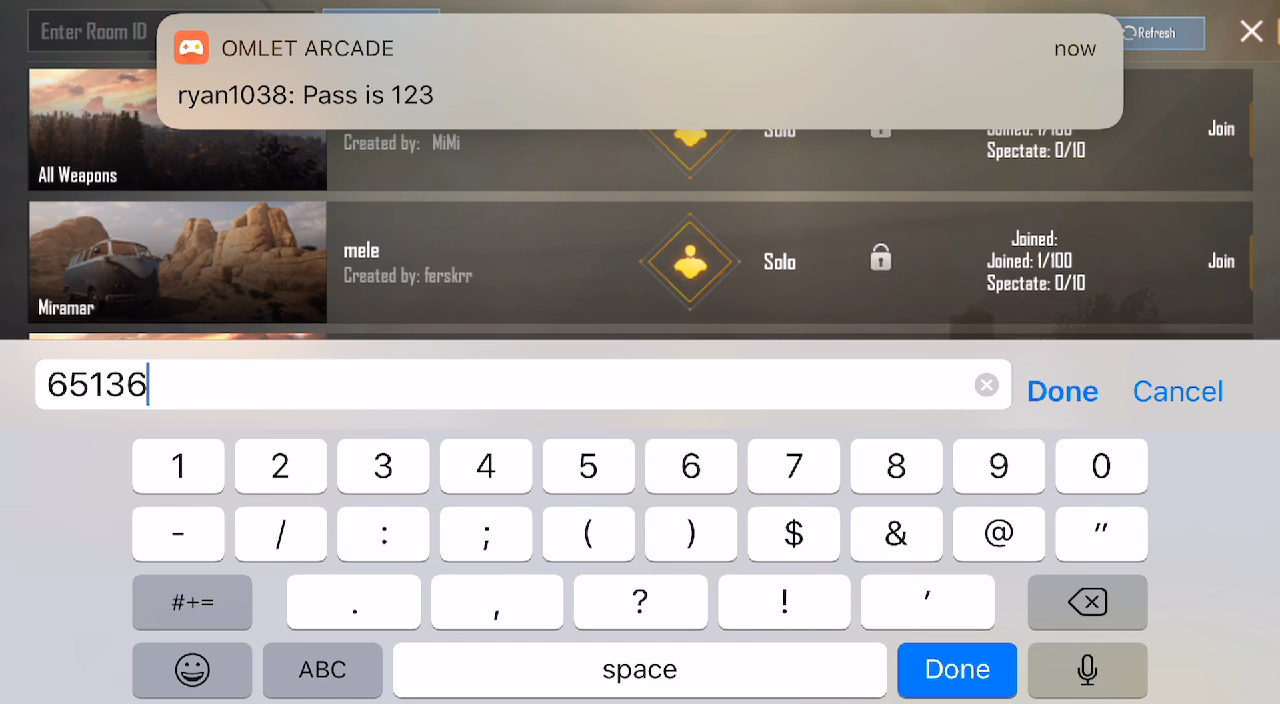 Enter Room ID
OMLET ARCADE
now
ryan1038: Pass is 123
Refresh
All Weapons
Created by: MiMi
Solo
Joined: 1/100
Spectate: 0/10
Join
Miramar
mele
Created by: ferskrr
Solo
Joined:
Joined: 1/100
Spectate: 0/10
Join
65136
Done
Cancel
1 2 3 4 5 6 7 8 9 0
- / : ; ( ) $ & @ "
#+= . , ? ! '
ABC space Done